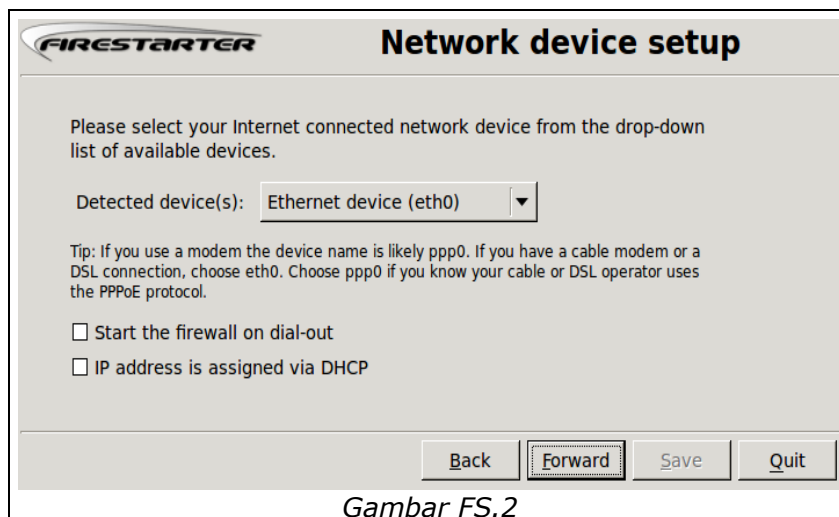 FIRESTARTER
Network device setup
Please select your Internet connected network device from the drop-down
list of available devices.
Detected device(s): Ethernet device (eth0)
Tip: If you use a modem the device name is likely ppp0. If you have a cable modem or a
DSL connection, choose eth0. Choose ppp0 if you know your cable or DSL operator uses
the PPPoE protocol.
Start the firewall on dial-out
IP address is assigned via DHCP
Back Forward Save Quit
Gambar FS.2